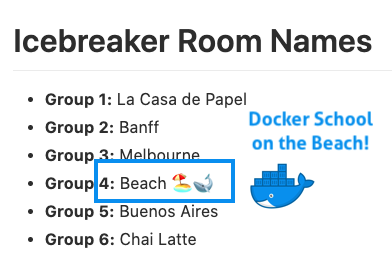 Icebreaker Room Names
Group 1: La Casa de Papel
Group 2: Banff
Group 3: Melbourne
Group 4: Beach 🏖️🐳
Group 5: Buenos Aires
Group 6: Chai Latte
Docker School
on the Beach!